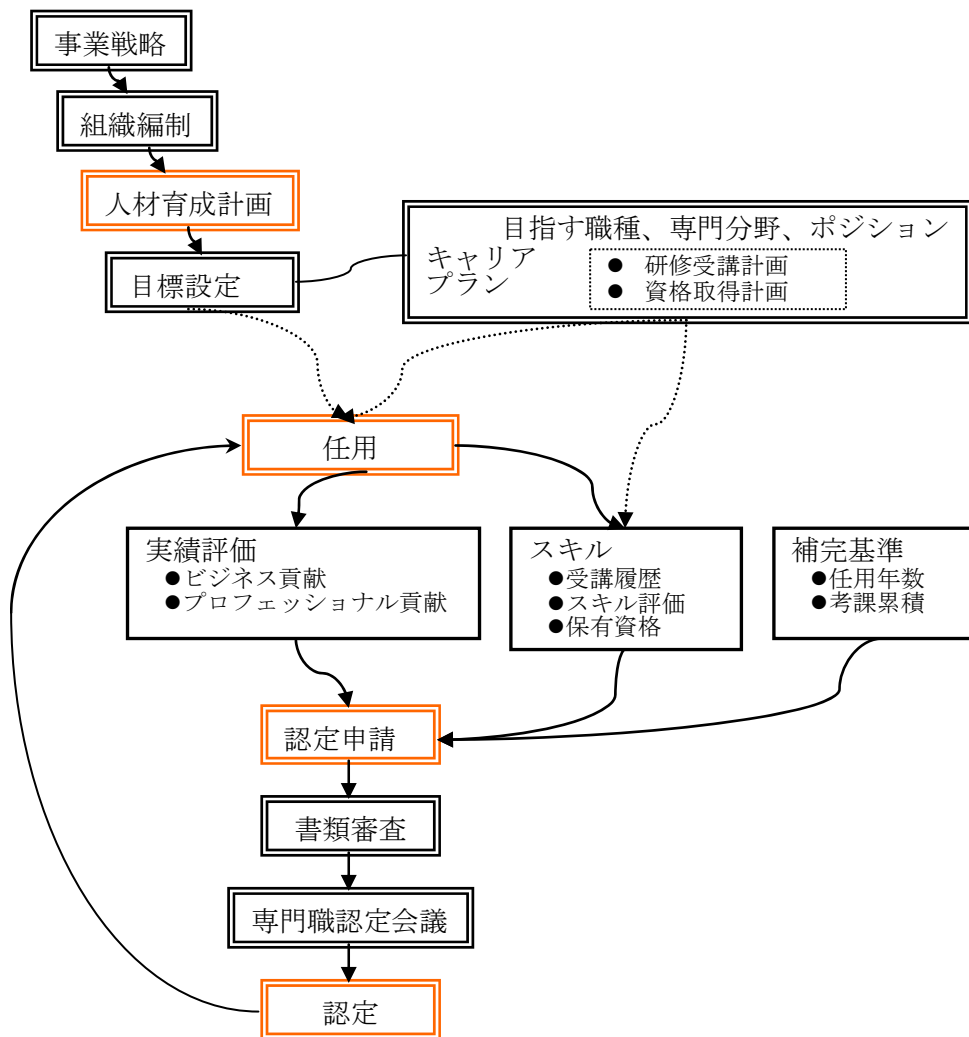 事業戦略
組織編制
人材育成計画
目標設定
目指す職種、専門分野、ポジション
キャリア
プラン
● 研修受講計画
● 資格取得計画
任用
実績評価
●ビジネス貢献
●プロフェッショナル貢献
スキル
●受講履歴
●スキル評価
●保有資格
補完基準
●任用年数
●考課累積
認定申請
書類審査
専門職認定会議
認定